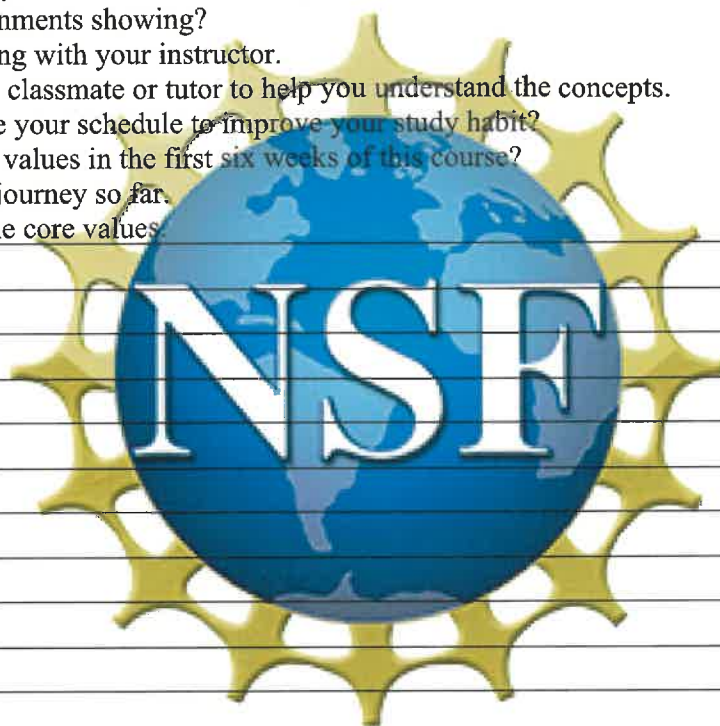 nments showing?
ng with your instructor.
classmate or tutor to help you understand the concepts.
e your schedule to improve your study habit?
values in the first six weeks of this course?
journey so far.
e core values.
NSF